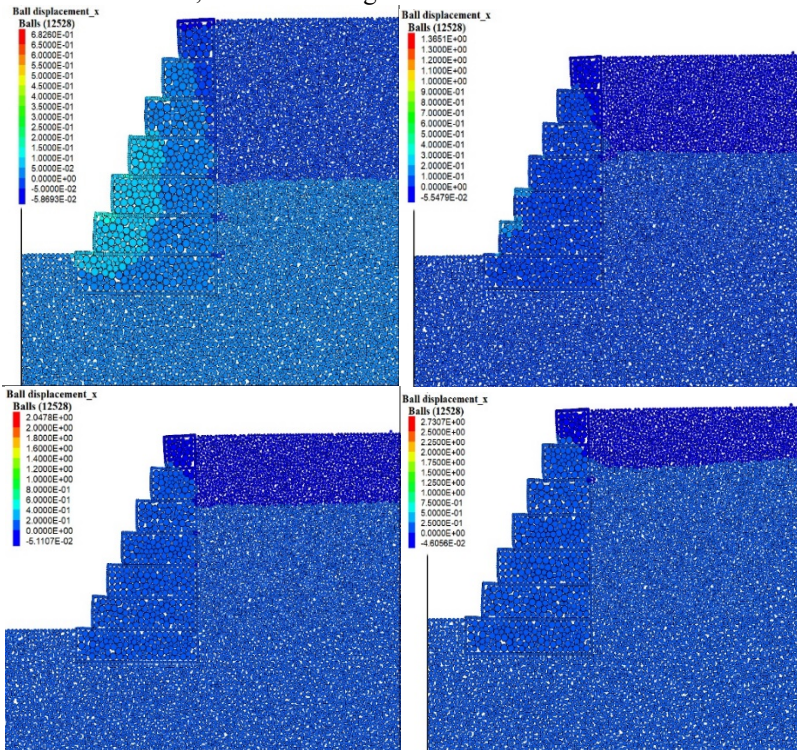 Ball displacement_x
Balls (12528)
6.8260E-01
6.5000E-01
6.0000E-01
5.5000E-01
5.0000E-01
4.5000E-01
4.0000E-01
3.5000E-01
3.0000E-01
2.5000E-01
2.0000E-01
1.5000E-01
1.0000E-01
5.0000E-02
0.0000E+00
-5.0000E-02
-5.8693E-02
Ball displacement_x
Balls (12528)
1.3651E+00
1.3000E+00
1.2000E+00
1.1000E+00
1.0000E+00
9.0000E-01
8.0000E-01
7.0000E-01
6.0000E-01
5.0000E-01
4.0000E-01
3.0000E-01
2.0000E-01
1.0000E-01
0.0000E+00
-5.5479E-02
Ball displacement_x
Balls (12528)
2.0478E+00
2.0000E+00
1.8000E+00
1.6000E+00
1.4000E+00
1.2000E+00
1.0000E+00
8.0000E-01
6.0000E-01
4.0000E-01
2.0000E-01
0.0000E+00
-5.1107E-02
Ball displacement_x
Balls (12528)
2.7307E+00
2.5000E+00
2.2500E+00
2.0000E+00
1.7500E+00
1.5000E+00
1.2500E+00
1.0000E+00
7.5000E-01
5.0000E-01
2.5000E-01
0.0000E+00
-4.6056E-02